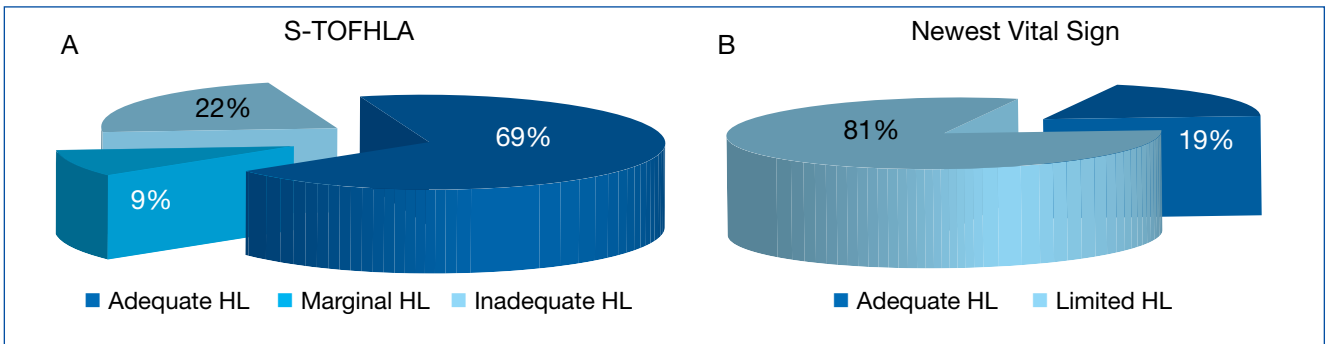 A
S-TOFHLA
22%
69%
9%
Adequate HL Marginal HL Inadequate HL
B
Newest Vital Sign
81%
19%
Adequate HL Limited HL